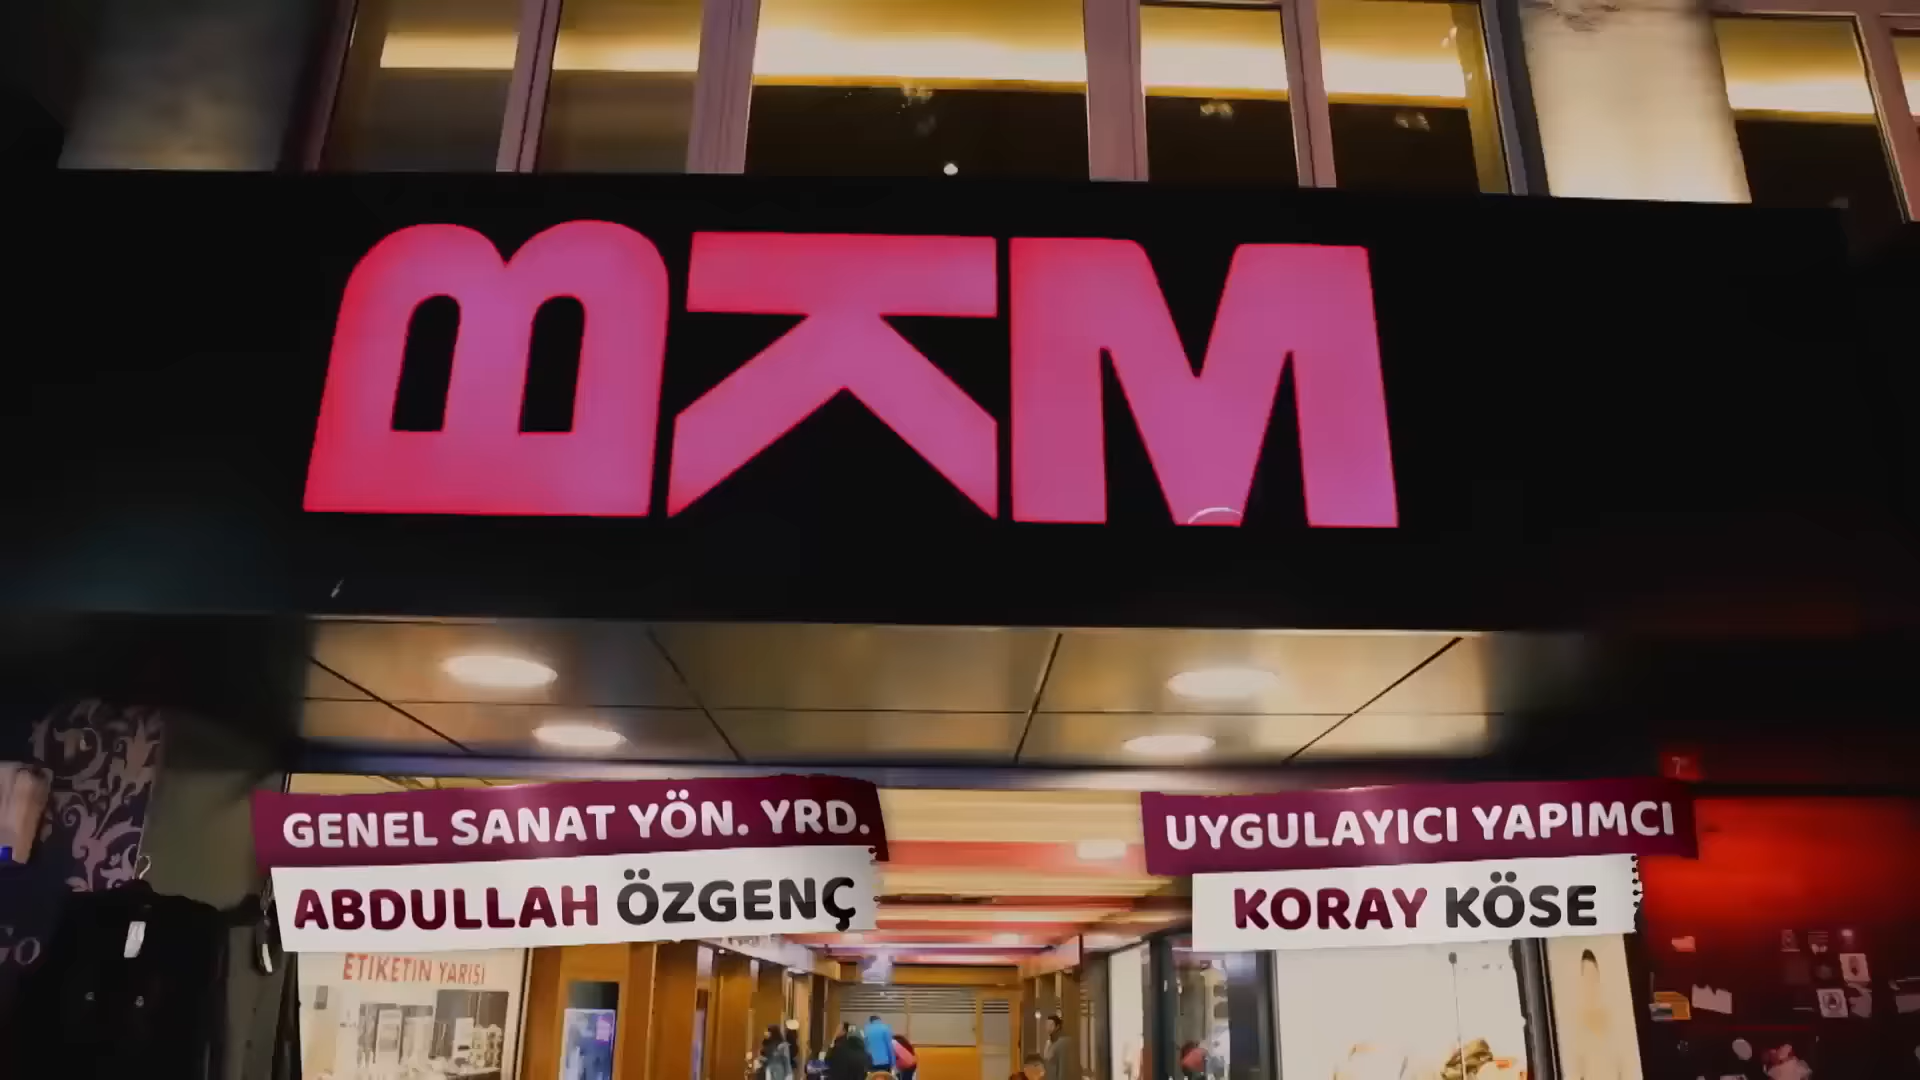 BKM
GENEL SANAT YÖN. YRD.
ABDULLAH ÖZGENÇ
UYGULAYICI YAPIMCI
KORAY KÖSE
ETİKETİN YARISI